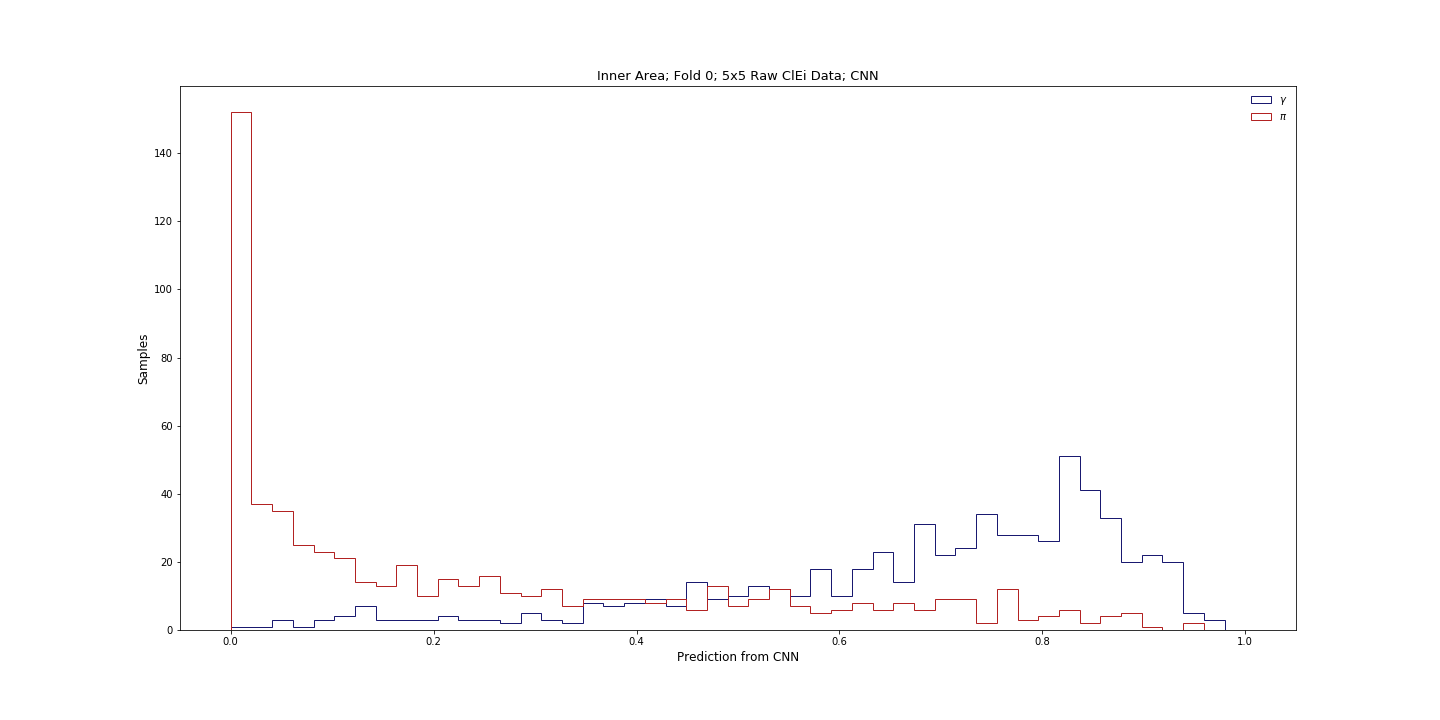 Inner Area; Fold 0; 5x5 Raw ClEi Data; CNN
γ
π
140
120
100
80
60
40
20
0
Samples
0.0 0.2 0.4 0.6 0.8 1.0
Prediction from CNN